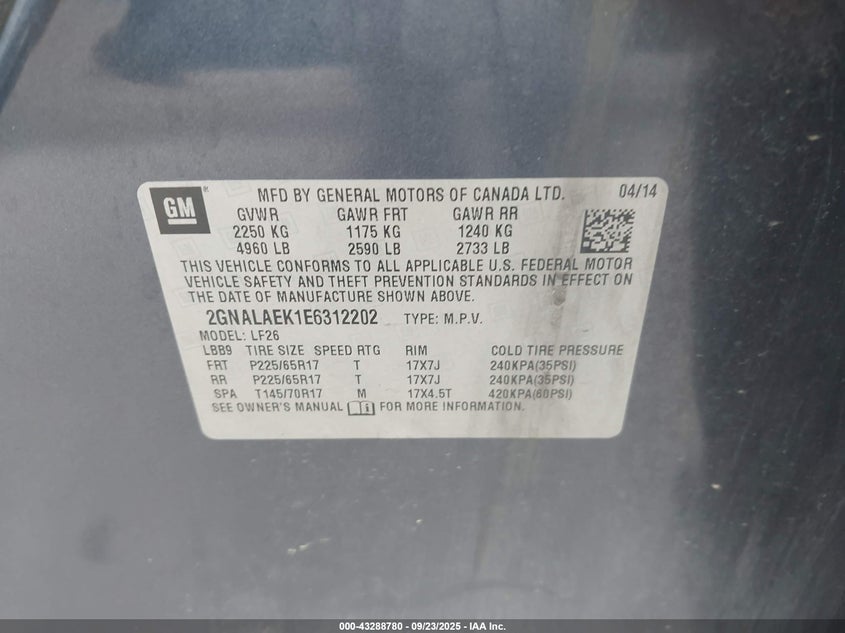 GM
MFD BY GENERAL MOTORS OF CANADA LTD. 04/14
GVWR GAWR FRT GAWR RR
2250 KG 1175 KG 1240 KG
4960 LB 2590 LB 2733 LB
THIS VEHICLE CONFORMS TO ALL APPLICABLE U.S. FEDERAL MOTOR
VEHICLE SAFETY AND THEFT PREVENTION STANDARDS IN EFFECT ON
THE DATE OF MANUFACTURE SHOWN ABOVE.
2GNALAEK1E6312202 TYPE: M.P.V.
MODEL: LF26
LBB9 TIRE SIZE SPEED RTG RIM COLD TIRE PRESSURE
FRT P225/65R17 T 17X7J 240KPA(35PSI)
RR P225/65R17 T 17X7J 240KPA(35PSI)
SPA T145/70R17 M 17X4.5T 420KPA(60PSI)
SEE OWNER'S MANUAL i FOR MORE INFORMATION.
000-43288780 - 09/23/2025 - IAA Inc.